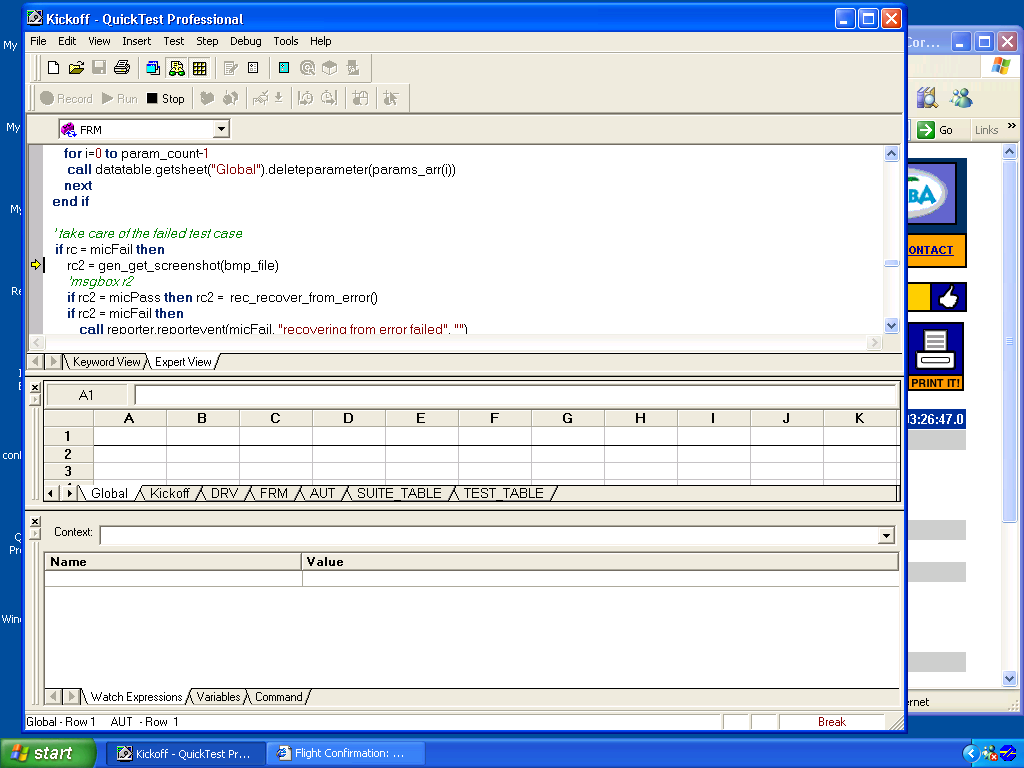 Kickoff - QuickTest Professional
File Edit View Insert Test Step Debug Tools Help
Record Run Stop
FRM
for i=0 to param_count-1
call datatable.getsheet("Global").deleteparameter(params_arr(i))
next
end if
'take care of the failed test case
if rc = micFail then
rc2 = gen_get_screenshot(bmp_file)
'msgbox r2
if rc2 = micPass then rc2 = rec_recover_from_error()
if rc2 = micFail then
call reporter.reportevent(micFail, "recovering from error failed", "")
Keyword View Expert View
A1
A B C D E F G H I J K
1
2
3
Global Kickoff DRV FRM AUT SUITE_TABLE TEST_TABLE
Context:
Name Value
Watch Expressions Variables Command
Global - Row 1 AUT - Row 1 Break
My
My
My
Re
E
conf
Q
Pr
Wind
Cor...
Go Links »
BA
ONTACT
PRINT IT!
03:26:47.0
ernet
start Kickoff - QuickTest Pr... Flight Confirmation: ...